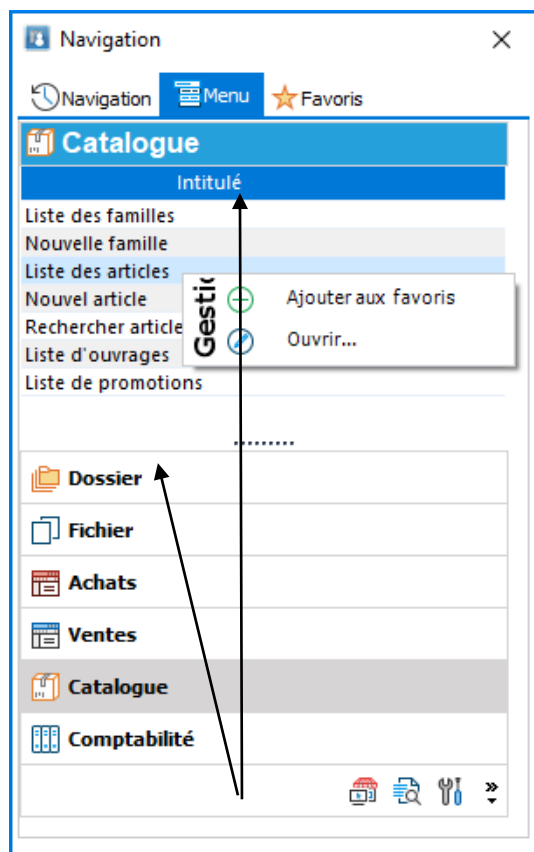 Navigation
Navigation Menu Favoris
Catalogue
Intitulé
Liste des familles
Nouvelle famille
Liste des articles
Nouvel article
Rechercher article
Liste d'ouvrages
Liste de promotions
Gestic
Ajouter aux favoris
Ouvrir...
Dossier
Fichier
Achats
Ventes
Catalogue
Comptabilité